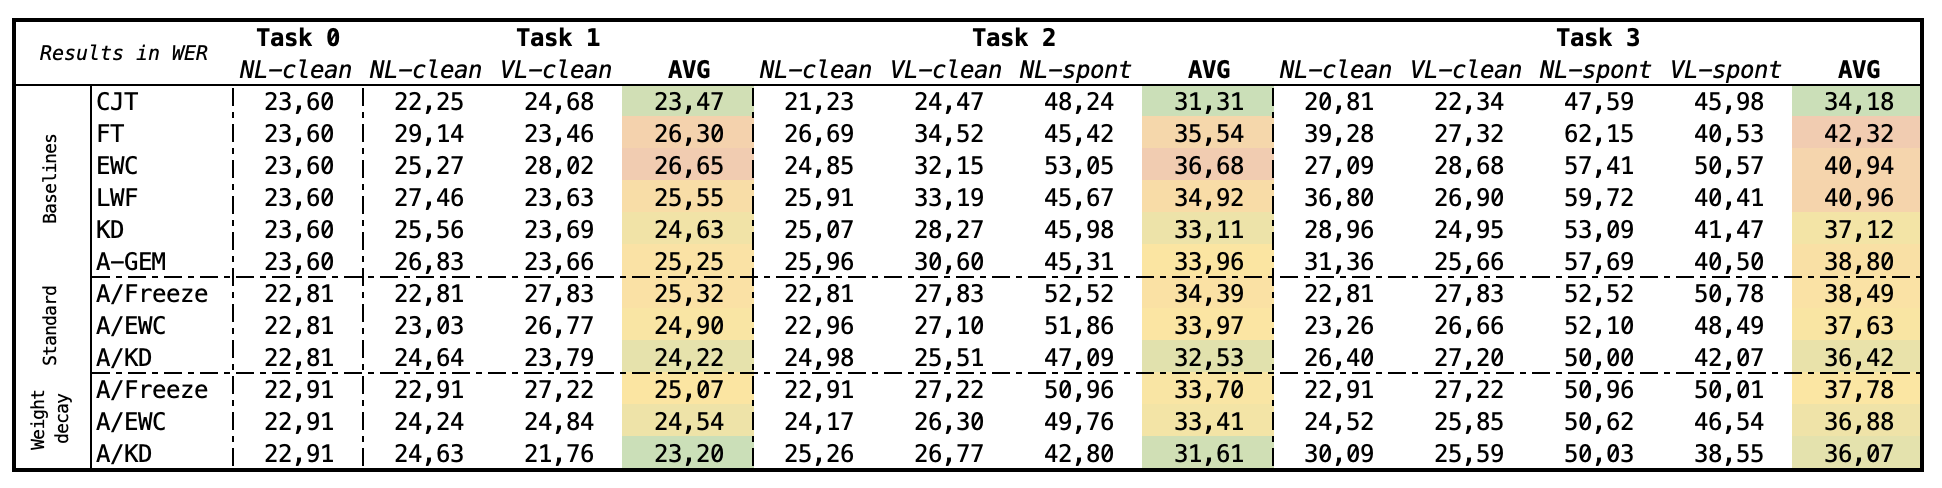 Results in WER Task 0 Task 1 Task 2 Task 3
NL-clean NL-clean VL-clean AVG NL-clean VL-clean NL-spont AVG NL-clean VL-clean NL-spont VL-spont AVG
Baselines
CJT 23,60 22,25 24,68 23,47 21,23 24,47 48,24 31,31 20,81 22,34 47,59 45,98 34,18
FT 23,60 29,14 23,46 26,30 26,69 34,52 45,42 35,54 39,28 27,32 62,15 40,53 42,32
EWC 23,60 25,27 28,02 26,65 24,85 32,15 53,05 36,68 27,09 28,68 57,41 50,57 40,94
LWF 23,60 27,46 23,63 25,55 25,91 33,19 45,67 34,92 36,80 26,90 59,72 40,41 40,96
KD 23,60 25,56 23,69 24,63 25,07 28,27 45,98 33,11 28,96 24,95 53,09 41,47 37,12
A-GEM 23,60 26,83 23,66 25,25 25,96 30,60 45,31 33,96 31,36 25,66 57,69 40,50 38,80
Standard
A/Freeze 22,81 22,81 27,83 25,32 22,81 27,83 52,52 34,39 22,81 27,83 52,52 50,78 38,49
A/EWC 22,81 23,03 26,77 24,90 22,96 27,10 51,86 33,97 23,26 26,66 52,10 48,49 37,63
A/KD 22,81 24,64 23,79 24,22 24,98 25,51 47,09 32,53 26,40 27,20 50,00 42,07 36,42
Weight
decay
A/Freeze 22,91 22,91 27,22 25,07 22,91 27,22 50,96 33,70 22,91 27,22 50,96 50,01 37,78
A/EWC 22,91 24,24 24,84 24,54 24,17 26,30 49,76 33,41 24,52 25,85 50,62 46,54 36,88
A/KD 22,91 24,63 21,76 23,20 25,26 26,77 42,80 31,61 30,09 25,59 50,03 38,55 36,07